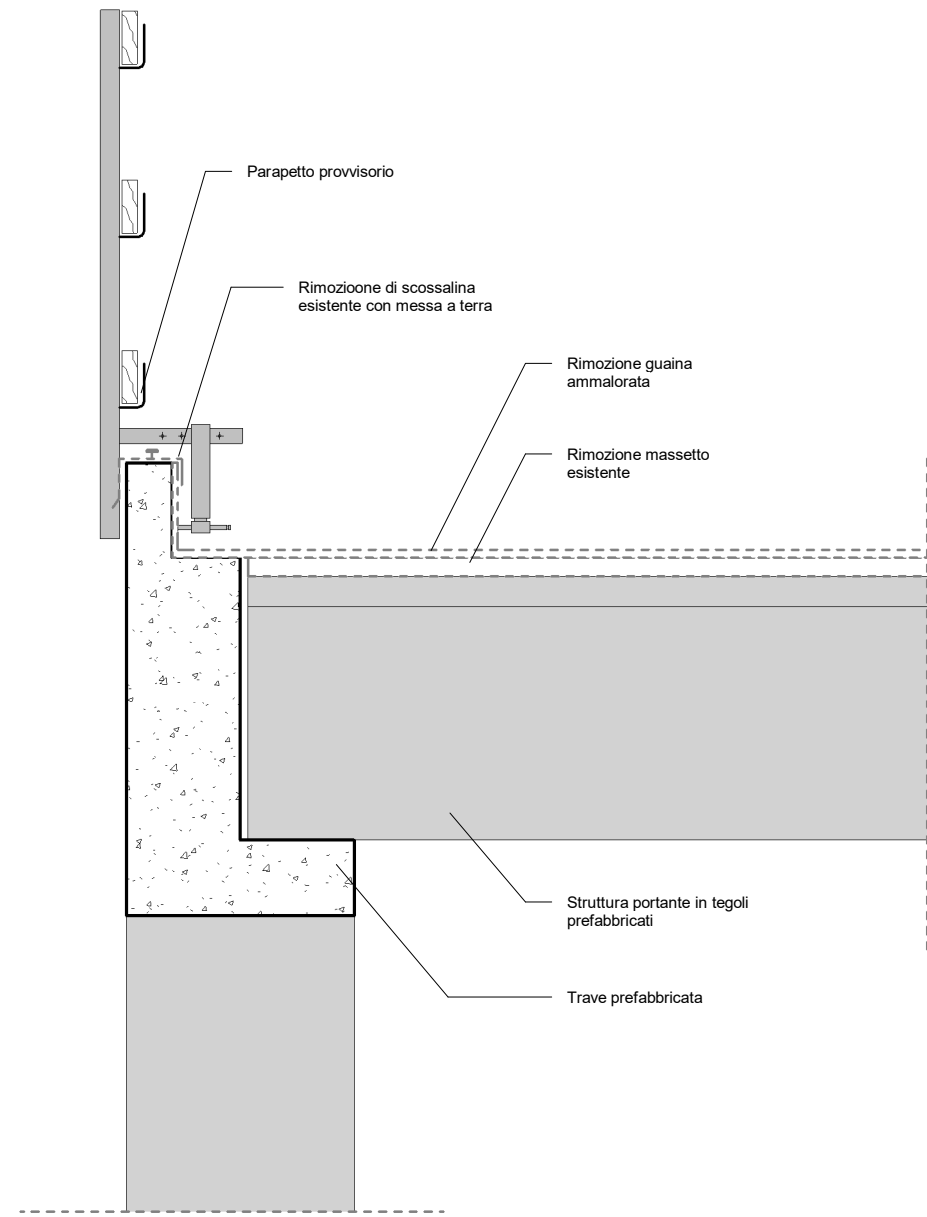 Parapetto provvisorio
Rimozioone di scossalina
esistente con messa a terra
Rimozione guaina
ammalorata
Rimozione massetto
esistente
Struttura portante in tegoli
prefabbricati
Trave prefabbricata